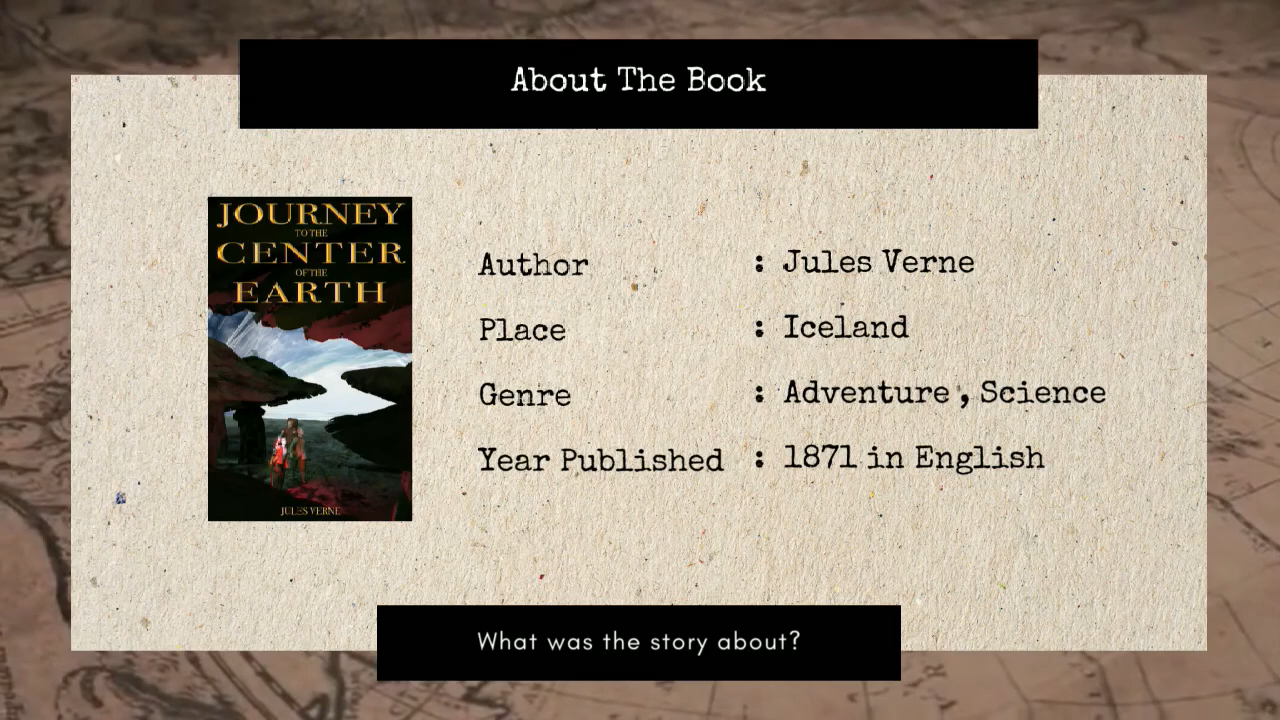 About The Book
JOURNEY
TO THE
CENTER
OF THE
EARTH
JULES VERNE
Author : Jules Verne
Place : Iceland
Genre : Adventure , Science
Year Published : 1871 in English
What was the story about?